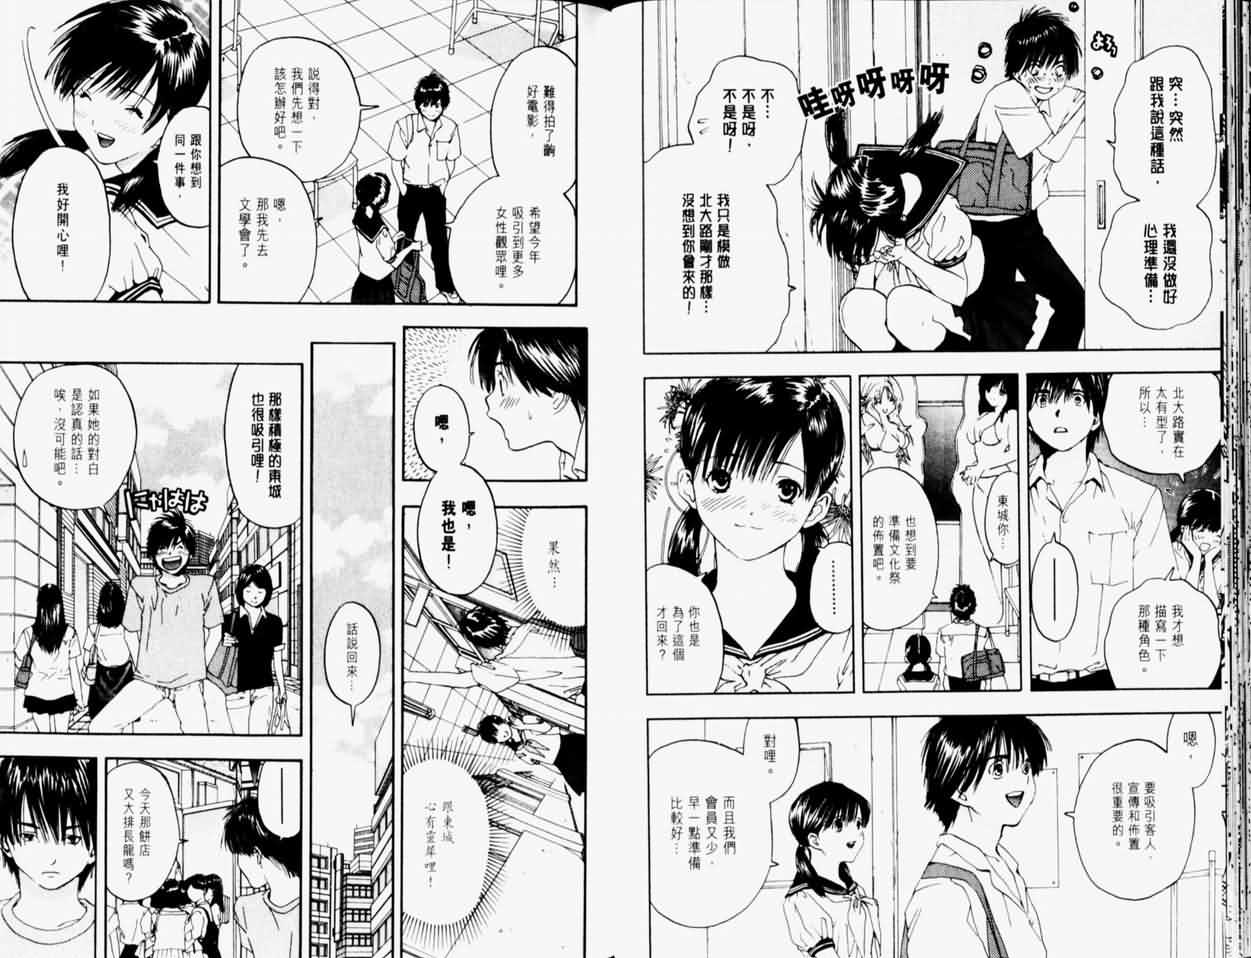 突…突然
跟我說這種話，
我還沒做好
心理準備…
哇呀呀呀呀
不…
不是呀，
不是呀！
我只是模做
北大路剛才那樣…
沒想到你會來的！
北大路實在
太有型了，
所以…
我才想
描寫一下
那種角色。
東城你…
也想到要
準備文化祭
的佈置吧。
…………
你也是
為了這個
才回來？
嗯，
要吸引客人，
宣傳和佈置
很重要的。
對哩。
而且我們
會員又少，
早一點準備
比較好…
難得拍了齣
好電影，
希望今年
吸引到更多
女性觀眾哩。
說得對，
我們先想一下
該怎辦好吧。
嗯，
那我先去
文學會了。
跟你想到
同一件事，
我好開心哩！
嗯，
嗯，
我也是！
果然…
跟東城
心有靈犀哩！
話說回來…
那樣積極的東城
也很吸引哩！
如果她的對白
是認真的話…
唉，沒可能吧。
にゃはは
今天那餅店
又大排長龍嗎？